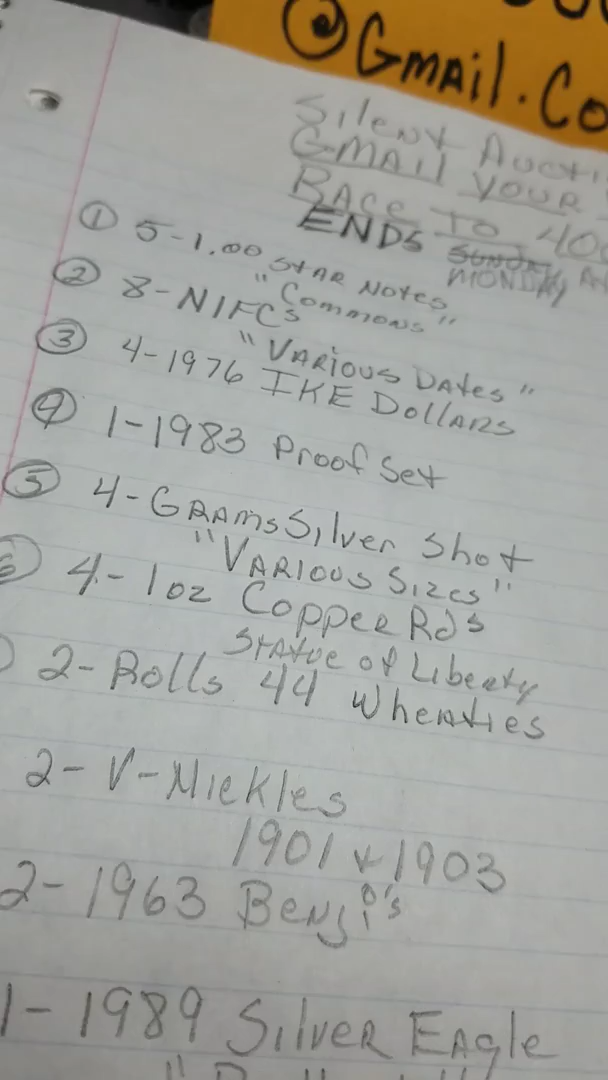 @Gmail.Co
Silent Aucti
GMAIL YOUR
RACE TO 400
ENDS SUNDAY
MONDAY
① 5-1.00 STAR NOTES
"COMMONS"
② 8-NIFCS
"VARIOUS DATES"
③ 4-1976 IKE DOLLARS
④ 1-1983 Proof Set
⑤ 4-GRAMS Silver Shot
"VARIOUS SIZES"
⑥ 4-1oz Copper Rds
Statue of Liberty
2-Rolls 44 Wheaties
2-V-Nickles
1901 & 1903
2-1963 Benji's
1-1989 Silver Eagle